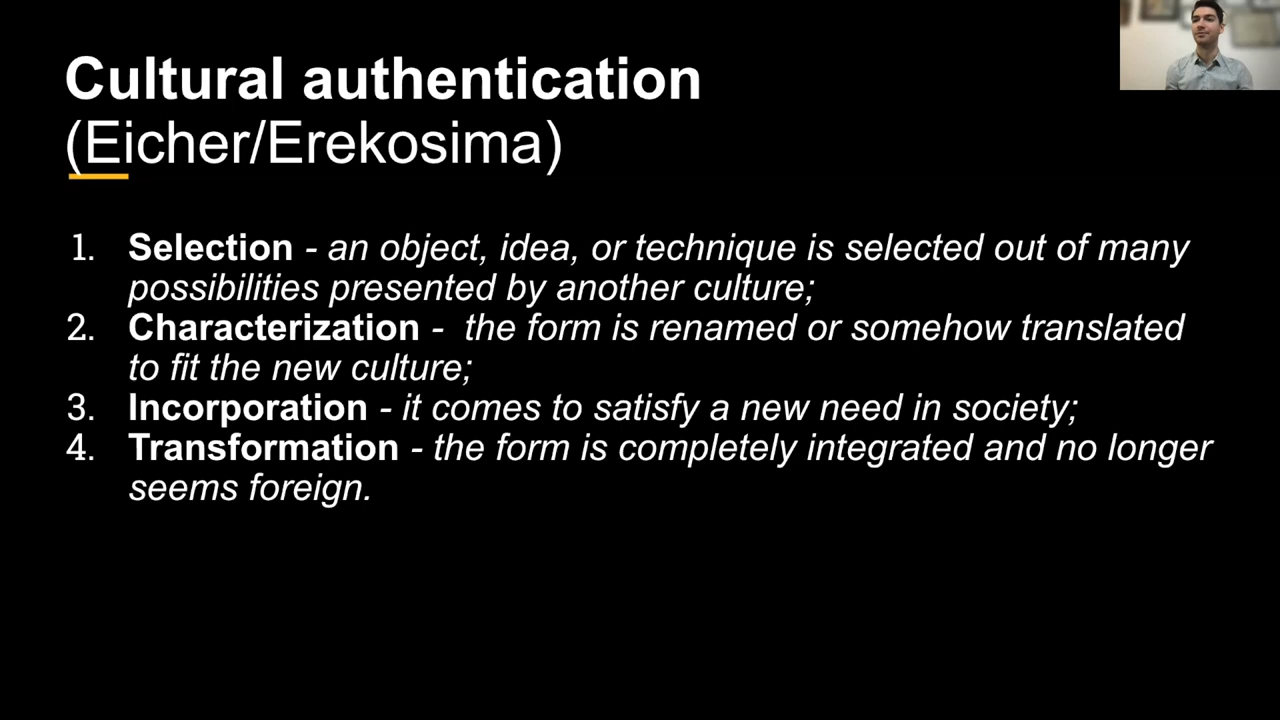 Cultural authentication
(Eicher/Erekosima)
1. Selection - an object, idea, or technique is selected out of many
possibilities presented by another culture;
2. Characterization -  the form is renamed or somehow translated
to fit the new culture;
3. Incorporation - it comes to satisfy a new need in society;
4. Transformation - the form is completely integrated and no longer
seems foreign.